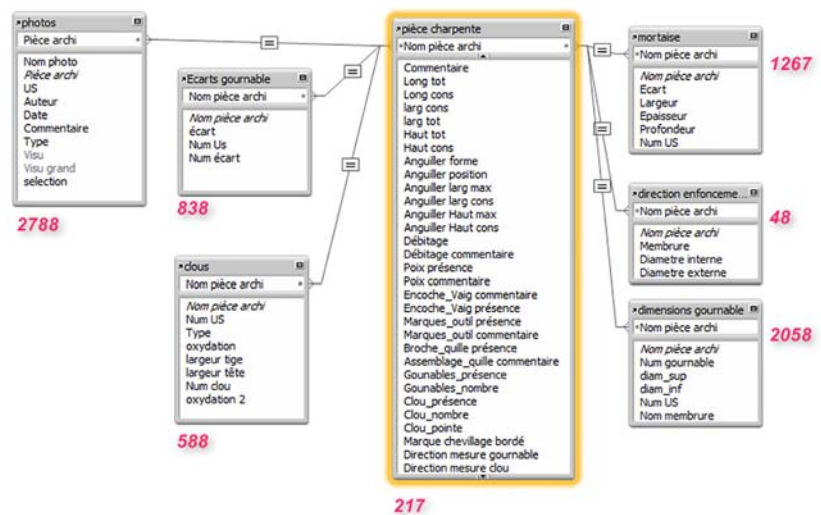 photos
Pièce archi
Nom photo
Pièce archi
US
Auteur
Date
Commentaire
Type
Visu
Visu grand
selection
2788
Ecarts gournable
Nom pièce archi
Nom pièce archi
écart
Num Us
Num écart
838
clous
Nom pièce archi
Nom pièce archi
Num US
Type
oxydation
largeur tige
largeur tête
Num clou
oxydation 2
588
pièce charpente
Nom pièce archi
Commentaire
Long tot
Long cons
larg cons
larg tot
Haut tot
Haut cons
Anguiller forme
Anguiller position
Anguiller larg max
Anguiller larg cons
Anguiller Haut max
Anguiller Haut cons
Débitage
Débitage commentaire
Poix présence
Poix commentaire
Encoche_Vaig commentaire
Encoche_Vaig présence
Marques_outil présence
Marques_outil commentaire
Broche_quille présence
Assemblage_quille commentaire
Gounables_présence
Gounables_nombre
Clou_présence
Clou_nombre
Clou_pointe
Marque chevillage bordé
Direction mesure gournable
Direction mesure clou
217
mortaise
Nom pièce archi
Nom pièce archi
Ecart
Largeur
Epaisseur
Profondeur
Num US
1267
direction enfonceme...
Nom pièce archi
Nom pièce archi
Membrure
Diametre interne
Diametre externe
48
dimensions gournable
Nom pièce archi
Nom pièce archi
Num gournable
diam_sup
diam_inf
Num US
Nom membrure
2058